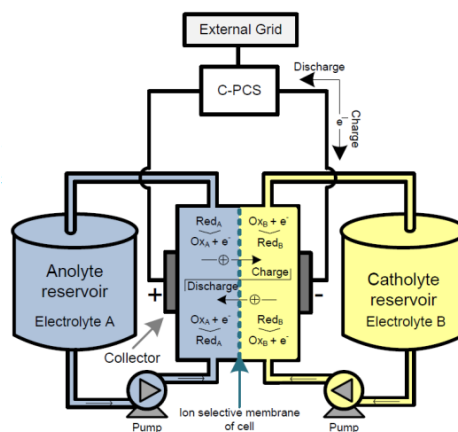 External Grid
C-PCS
Discharge
Charge
e⁻
Anolyte
reservoir
Electrolyte A
+
Collector
Red_A
Ox_A + e⁻
Ox_B + e⁻
Red_B
⊕
Charge
Discharge
⊕
Ox_A + e⁻
Red_A
Red_B
Ox_B + e⁻
-
Catholyte
reservoir
Electrolyte B
Pump
Ion selective membrane
of cell
Pump